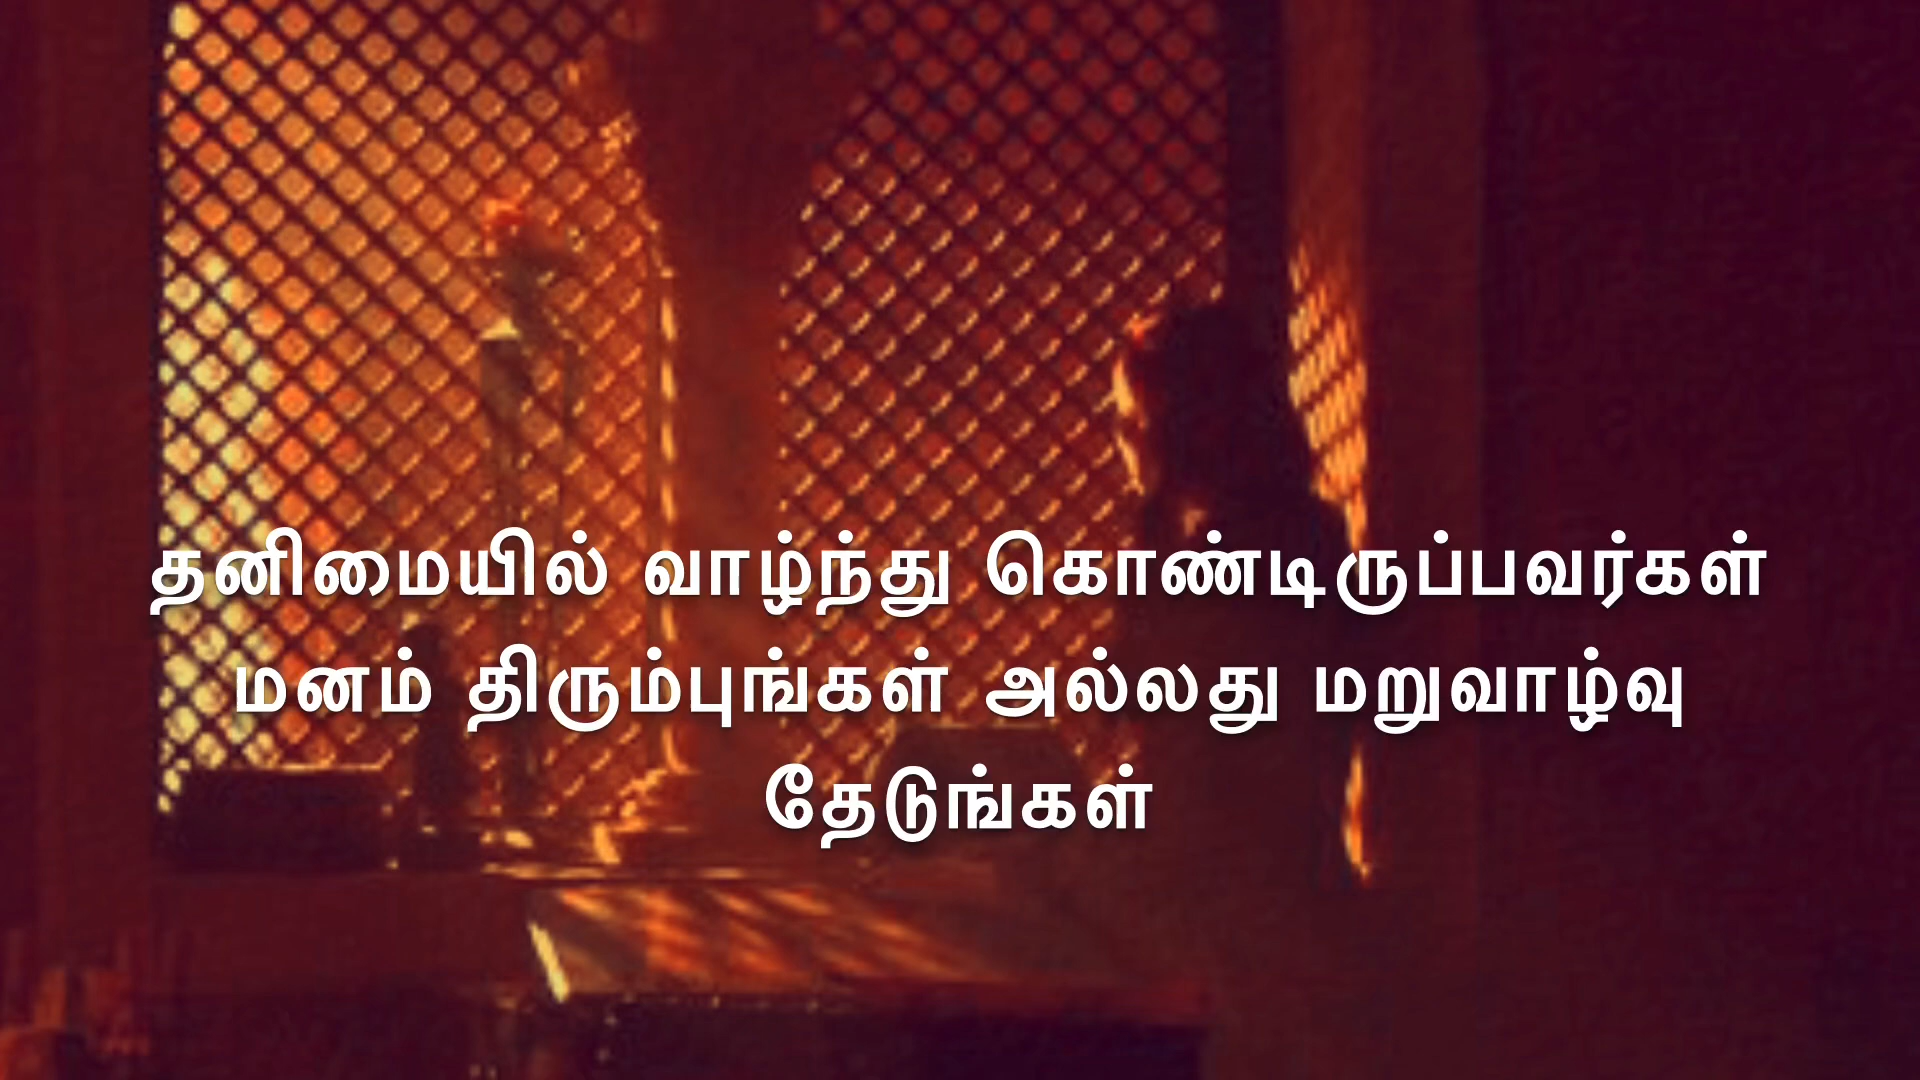 தனிமையில் வாழ்ந்து கொண்டிருப்பவர்கள்
மனம் திரும்புங்கள் அல்லது மறுவாழ்வு
தேடுங்கள்